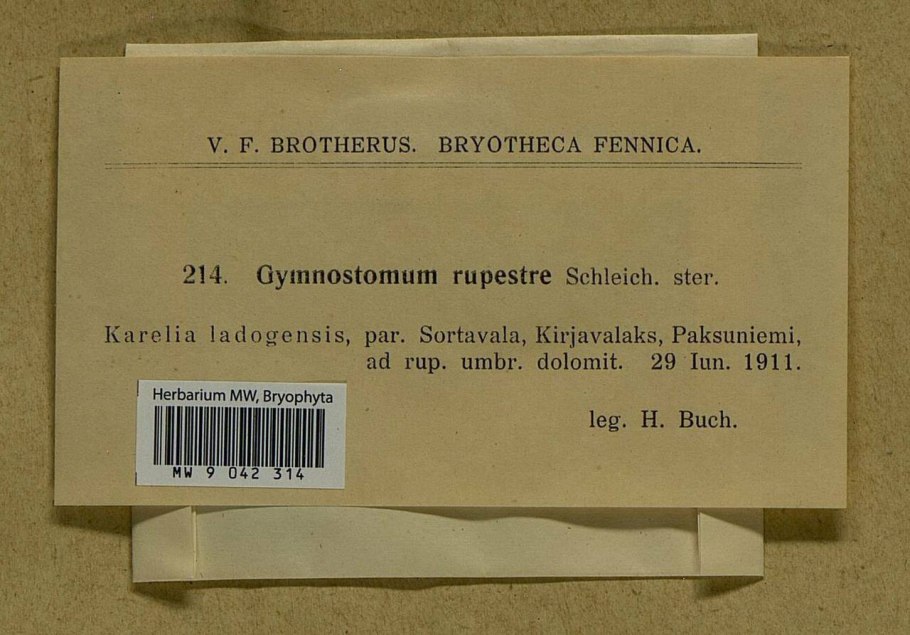 V. F. BROTHERUS. BRYOTHECA FENNICA.
214. Gymnostomum rupestre Schleich. ster.
Karelia ladogensis, par. Sortavala, Kirjavalaks, Paksuniemi,
ad rup. umbr. dolomit. 29 Iun. 1911.
leg. H. Buch.
Herbarium MW, Bryophyta
MW 9 042 314